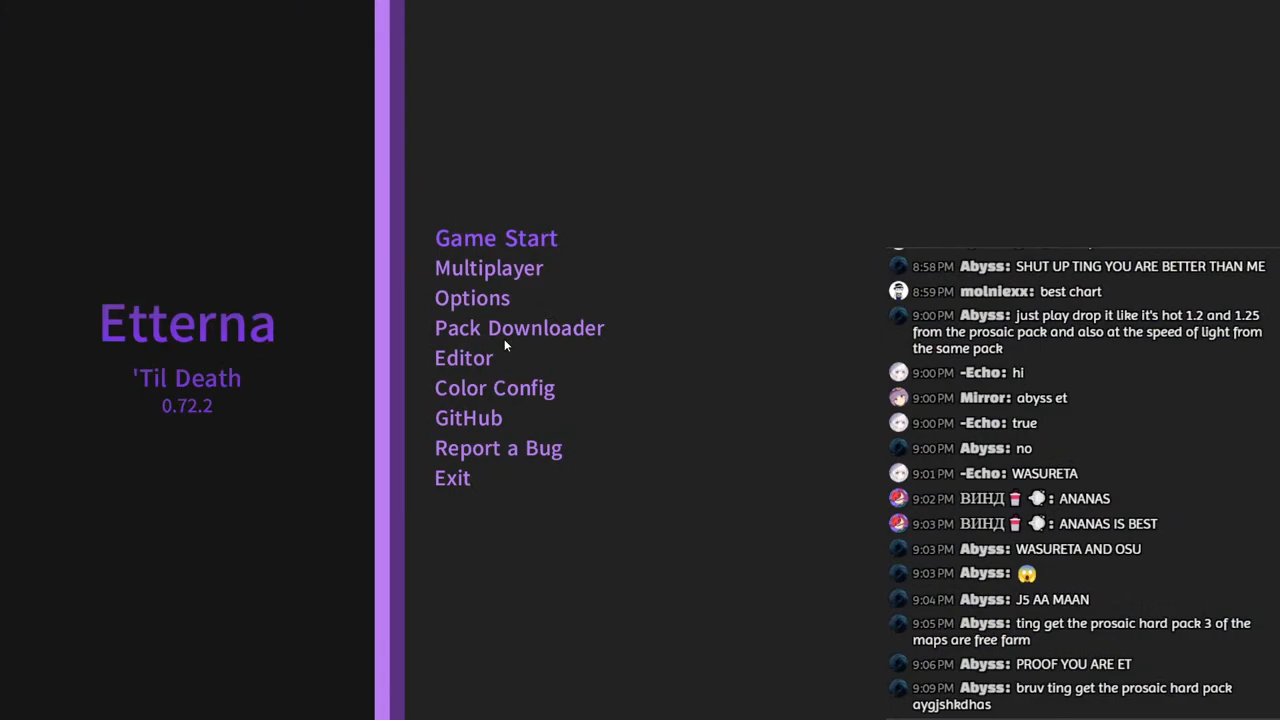 Etterna
'Til Death
0.72.2
Game Start
Multiplayer
Options
Pack Downloader
Editor
Color Config
GitHub
Report a Bug
Exit
8:58 PM Abyss: SHUT UP TING YOU ARE BETTER THAN ME
8:59 PM molniexx: best chart
9:00 PM Abyss: just play drop it like it's hot 1.2 and 1.25
from the prosaic pack and also at the speed of light from
the same pack
9:00 PM -Echo: hi
9:00 PM Mirror: abyss et
9:00 PM -Echo: true
9:00 PM Abyss: no
9:01 PM -Echo: WASURETA
9:02 PM ВИНД : ANANAS
9:03 PM ВИНД : ANANAS IS BEST
9:03 PM Abyss: WASURETA AND OSU
9:03 PM Abyss: 😱
9:04 PM Abyss: J5 AA MAAN
9:05 PM Abyss: ting get the prosaic hard pack 3 of the
maps are free farm
9:06 PM Abyss: PROOF YOU ARE ET
9:09 PM Abyss: bruv ting get the prosaic hard pack
aygjshkdhas